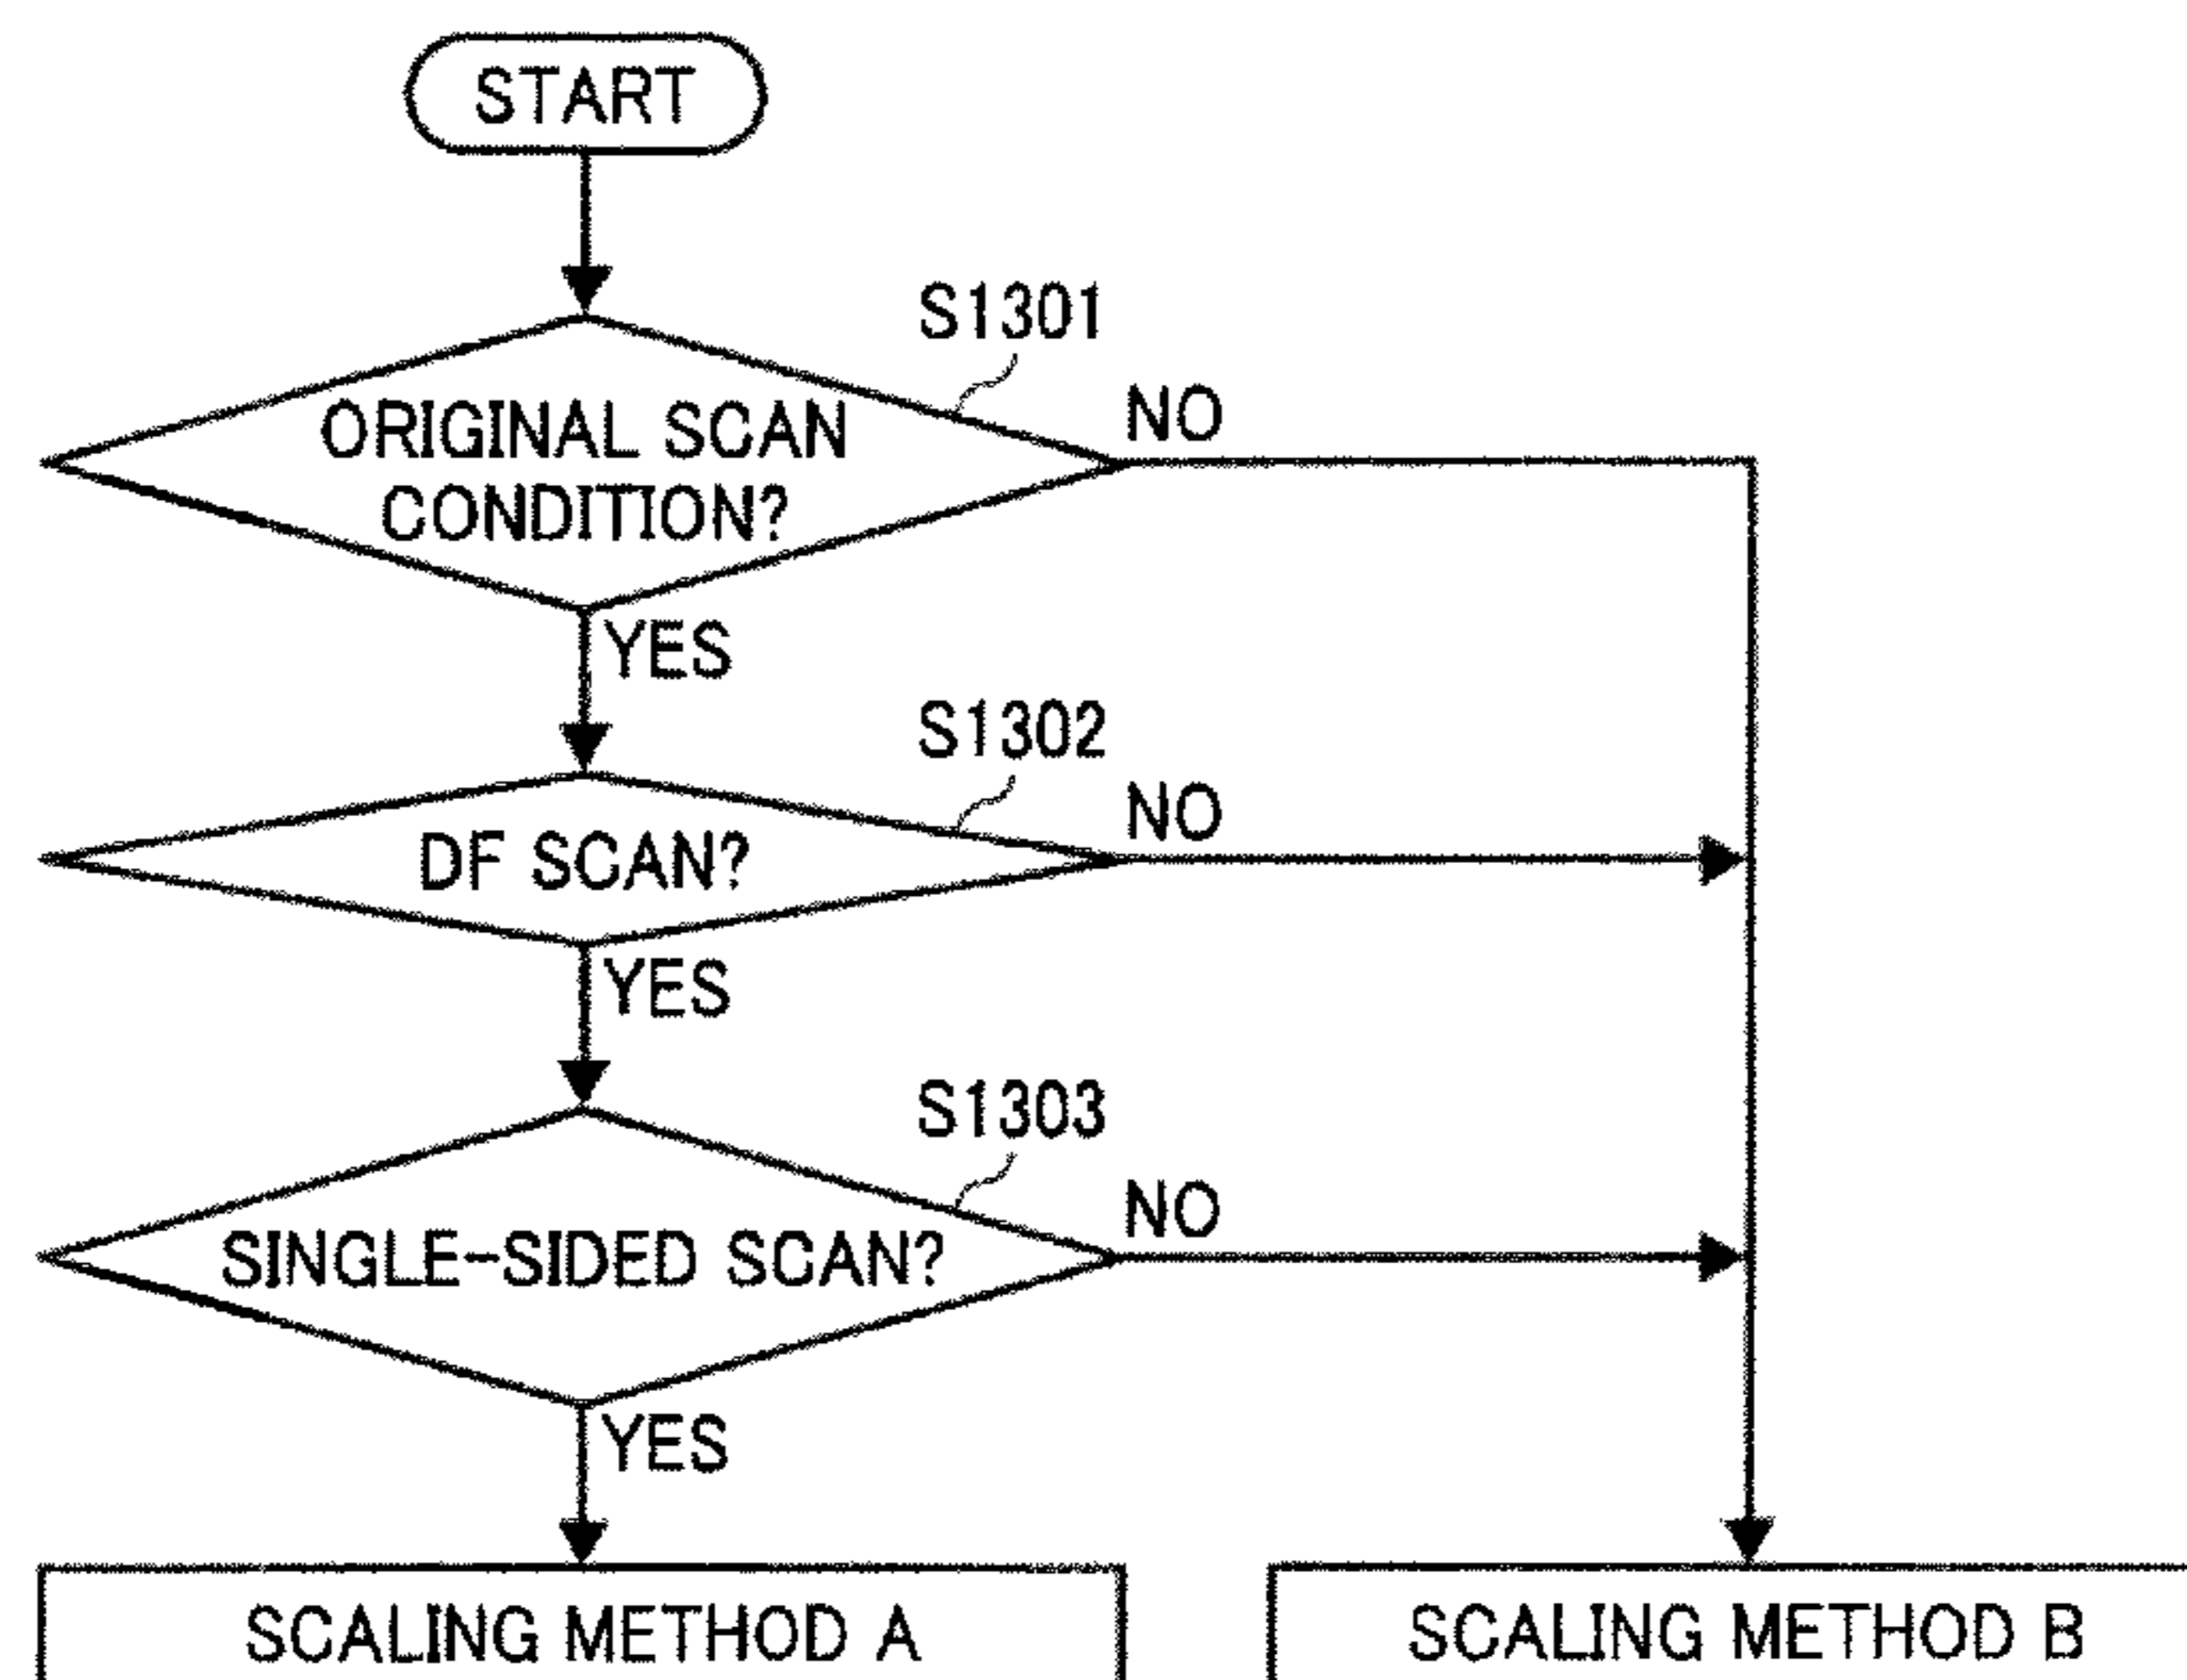 START
S1301
ORIGINAL SCAN
CONDITION?
NO
YES
S1302
DF SCAN?
NO
YES
S1303
SINGLE-SIDED SCAN?
NO
YES
SCALING METHOD A
SCALING METHOD B